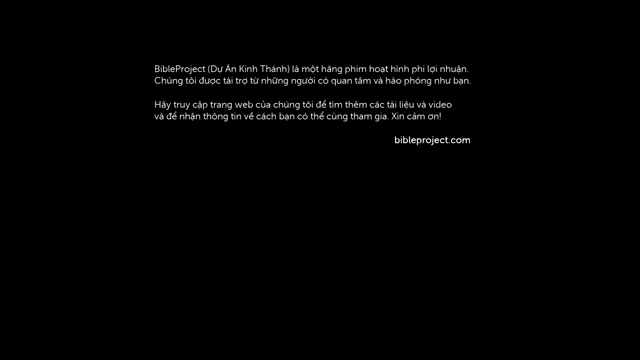 BibleProject (Dự Án Kinh Thánh) là một hãng phim hoạt hình phi lợi nhuận.
Chúng tôi được tài trợ từ những người có quan tâm và hào phóng như bạn.
Hãy truy cập trang web của chúng tôi để tìm thêm các tài liệu và video
và để nhận thông tin về cách bạn có thể cùng tham gia. Xin cảm ơn!
bibleproject.com